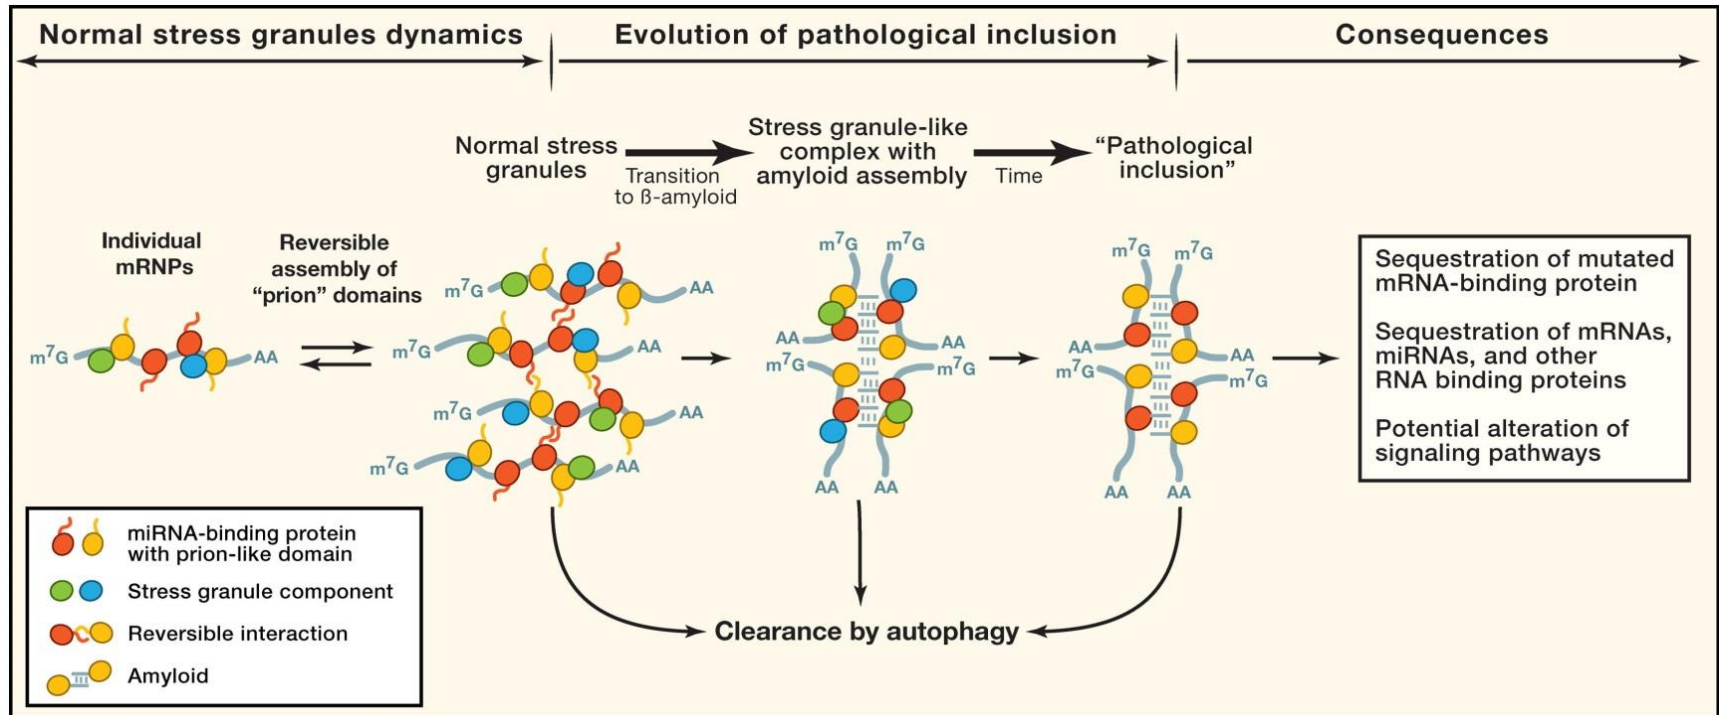 Normal stress granules dynamics
Evolution of pathological inclusion
Consequences
Normal stress
granules
Transition
to ß-amyloid
Stress granule-like
complex with
amyloid assembly
Time
“Pathological
inclusion”
Individual
mRNPs
Reversible
assembly of
“prion” domains
m⁷G
AA
m⁷G
AA
m⁷G
AA
m⁷G
AA
m⁷G
AA
m⁷G
m⁷G
AA
AA
m⁷G
m⁷G
AA
AA
m⁷G
m⁷G
AA
AA
m⁷G
m⁷G
AA
AA
Sequestration of mutated
mRNA-binding protein
Sequestration of mRNAs,
miRNAs, and other
RNA binding proteins
Potential alteration of
signaling pathways
Clearance by autophagy
miRNA-binding protein
with prion-like domain
Stress granule component
Reversible interaction
Amyloid